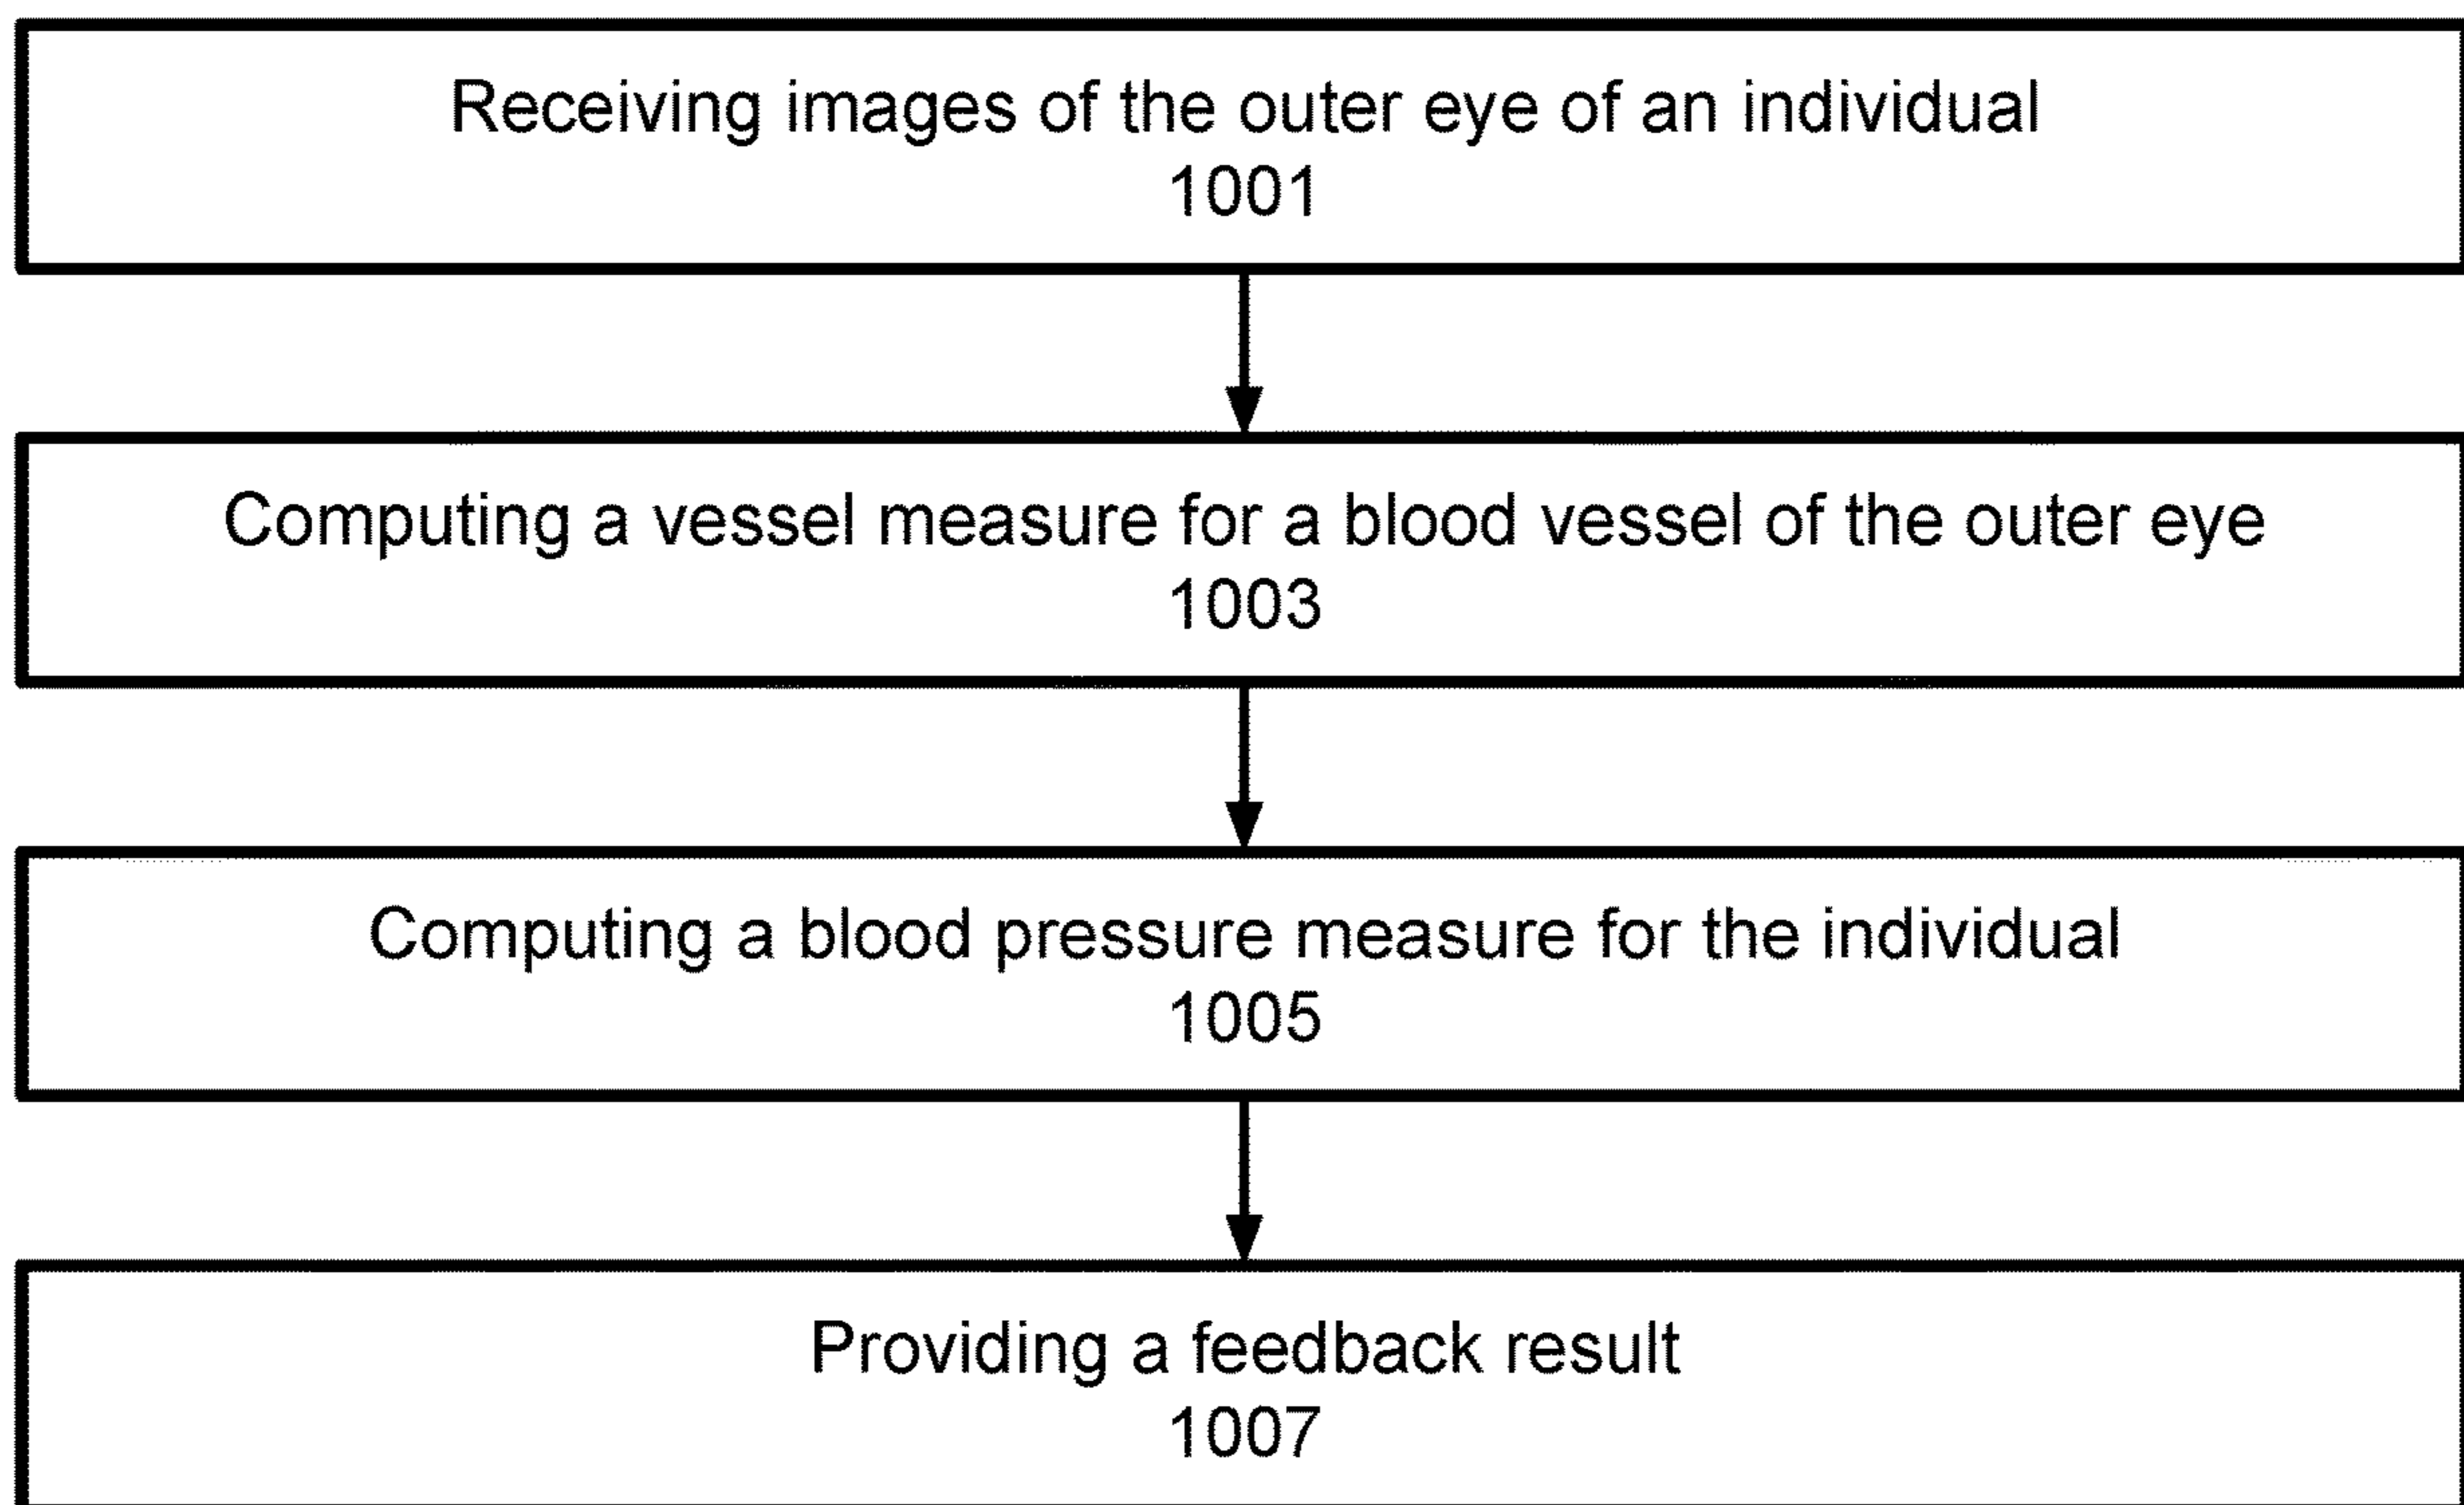 Receiving images of the outer eye of an individual
1001
Computing a vessel measure for a blood vessel of the outer eye
1003
Computing a blood pressure measure for the individual
1005
Providing a feedback result
1007